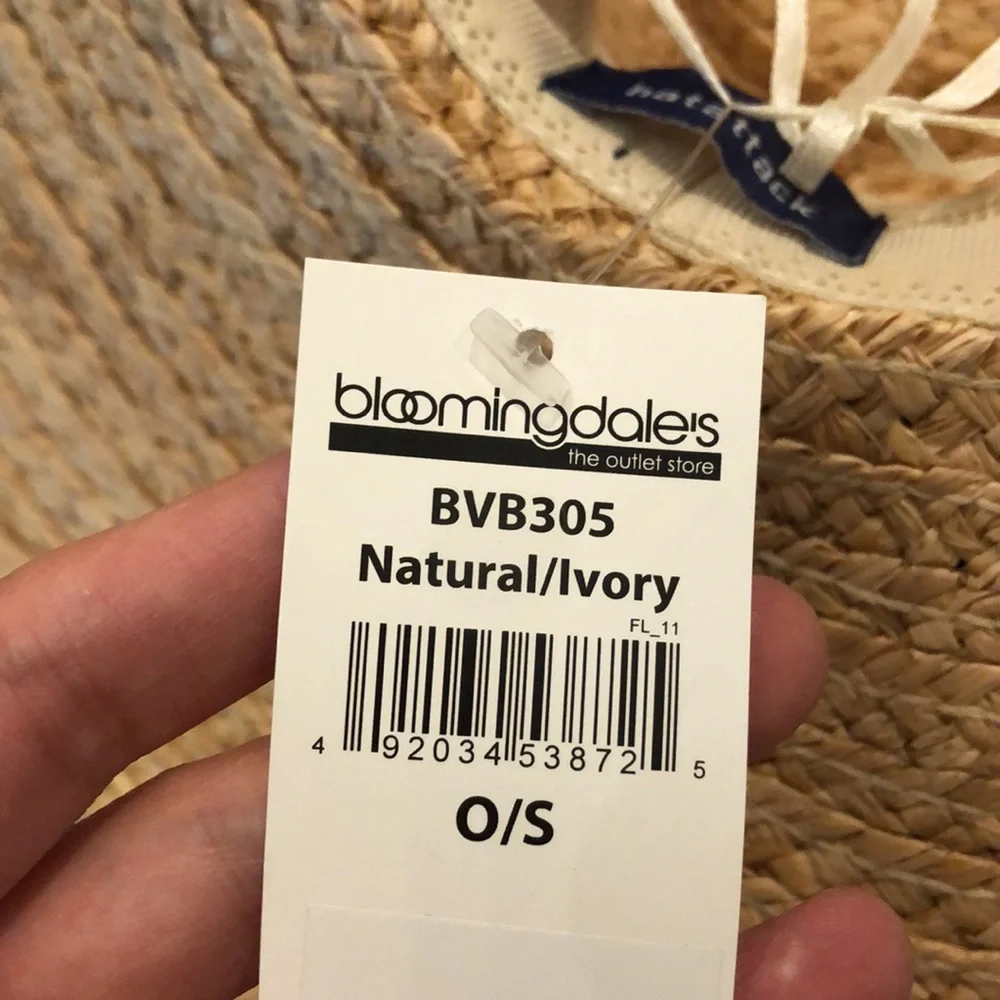 hat attack
bloomingdale's
the outlet store
BVB305
Natural/Ivory
FL_11
4 92034 53872 5
O/S